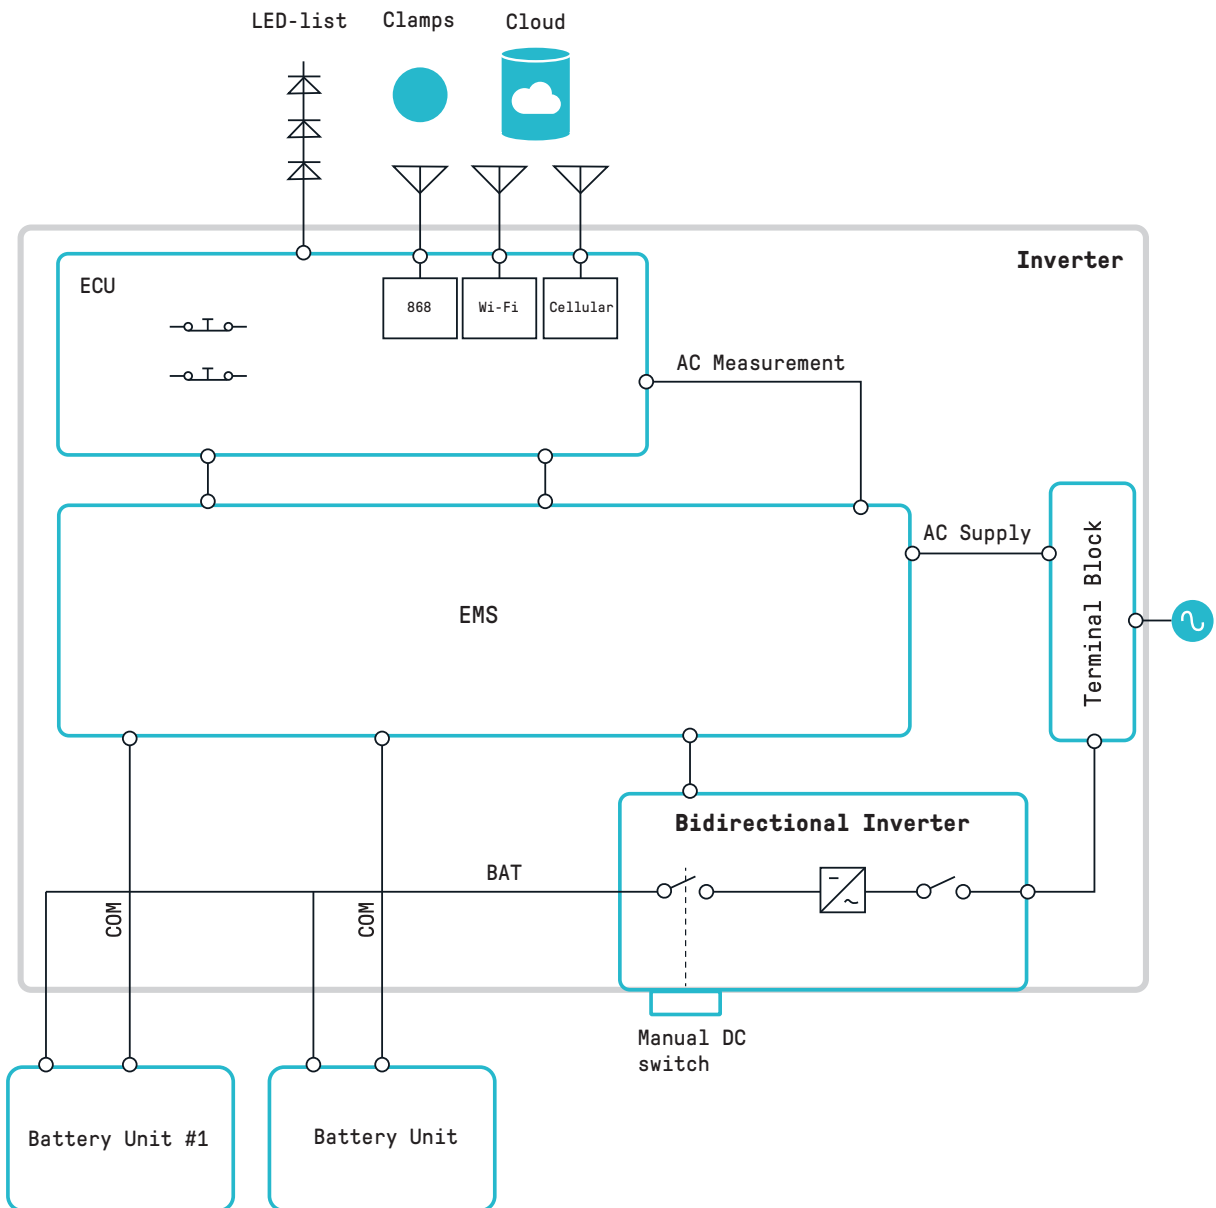 LED-list
Clamps
Cloud
Inverter
ECU
868
Wi-Fi
Cellular
AC Measurement
AC Supply
Terminal Block
EMS
Bidirectional Inverter
BAT
COM
COM
Manual DC
switch
Battery Unit #1
Battery Unit